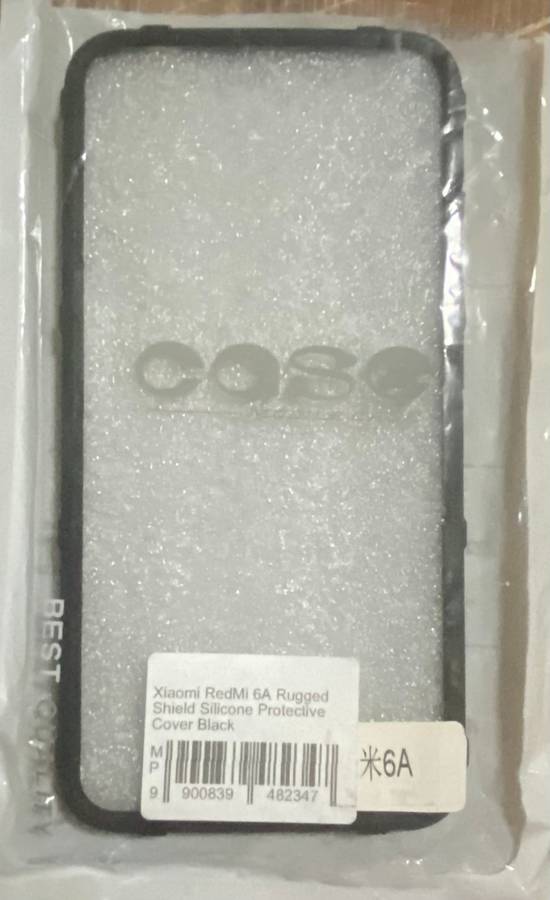 case
BEST QUALITY
Xiaomi RedMi 6A Rugged
Shield Silicone Protective
Cover Black
MP
9 900839 482347
米6A